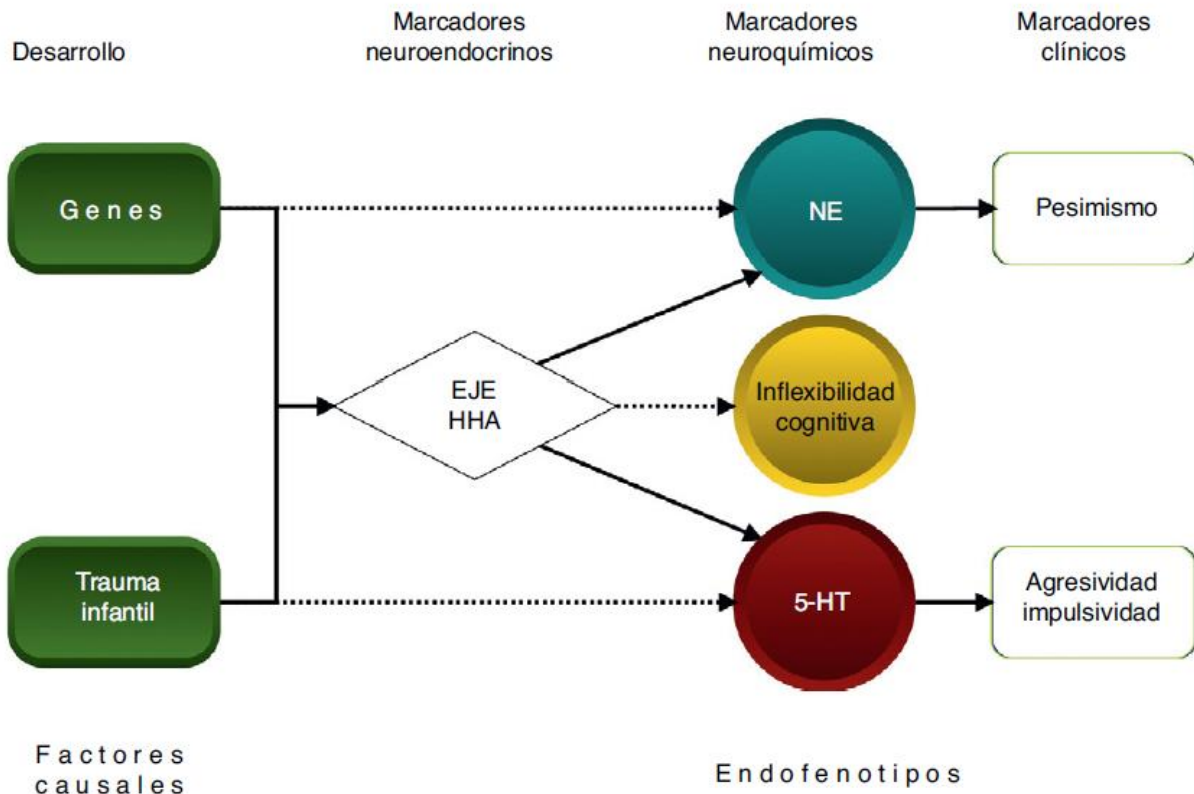 Desarrollo
Marcadores
neuroendocrinos
Marcadores
neuroquímicos
Marcadores
clínicos
Genes
NE
Pesimismo
EJE
HHA
Inflexibilidad
cognitiva
Trauma
infantil
5-HT
Agresividad
impulsividad
Factores
causales
Endofenotipos